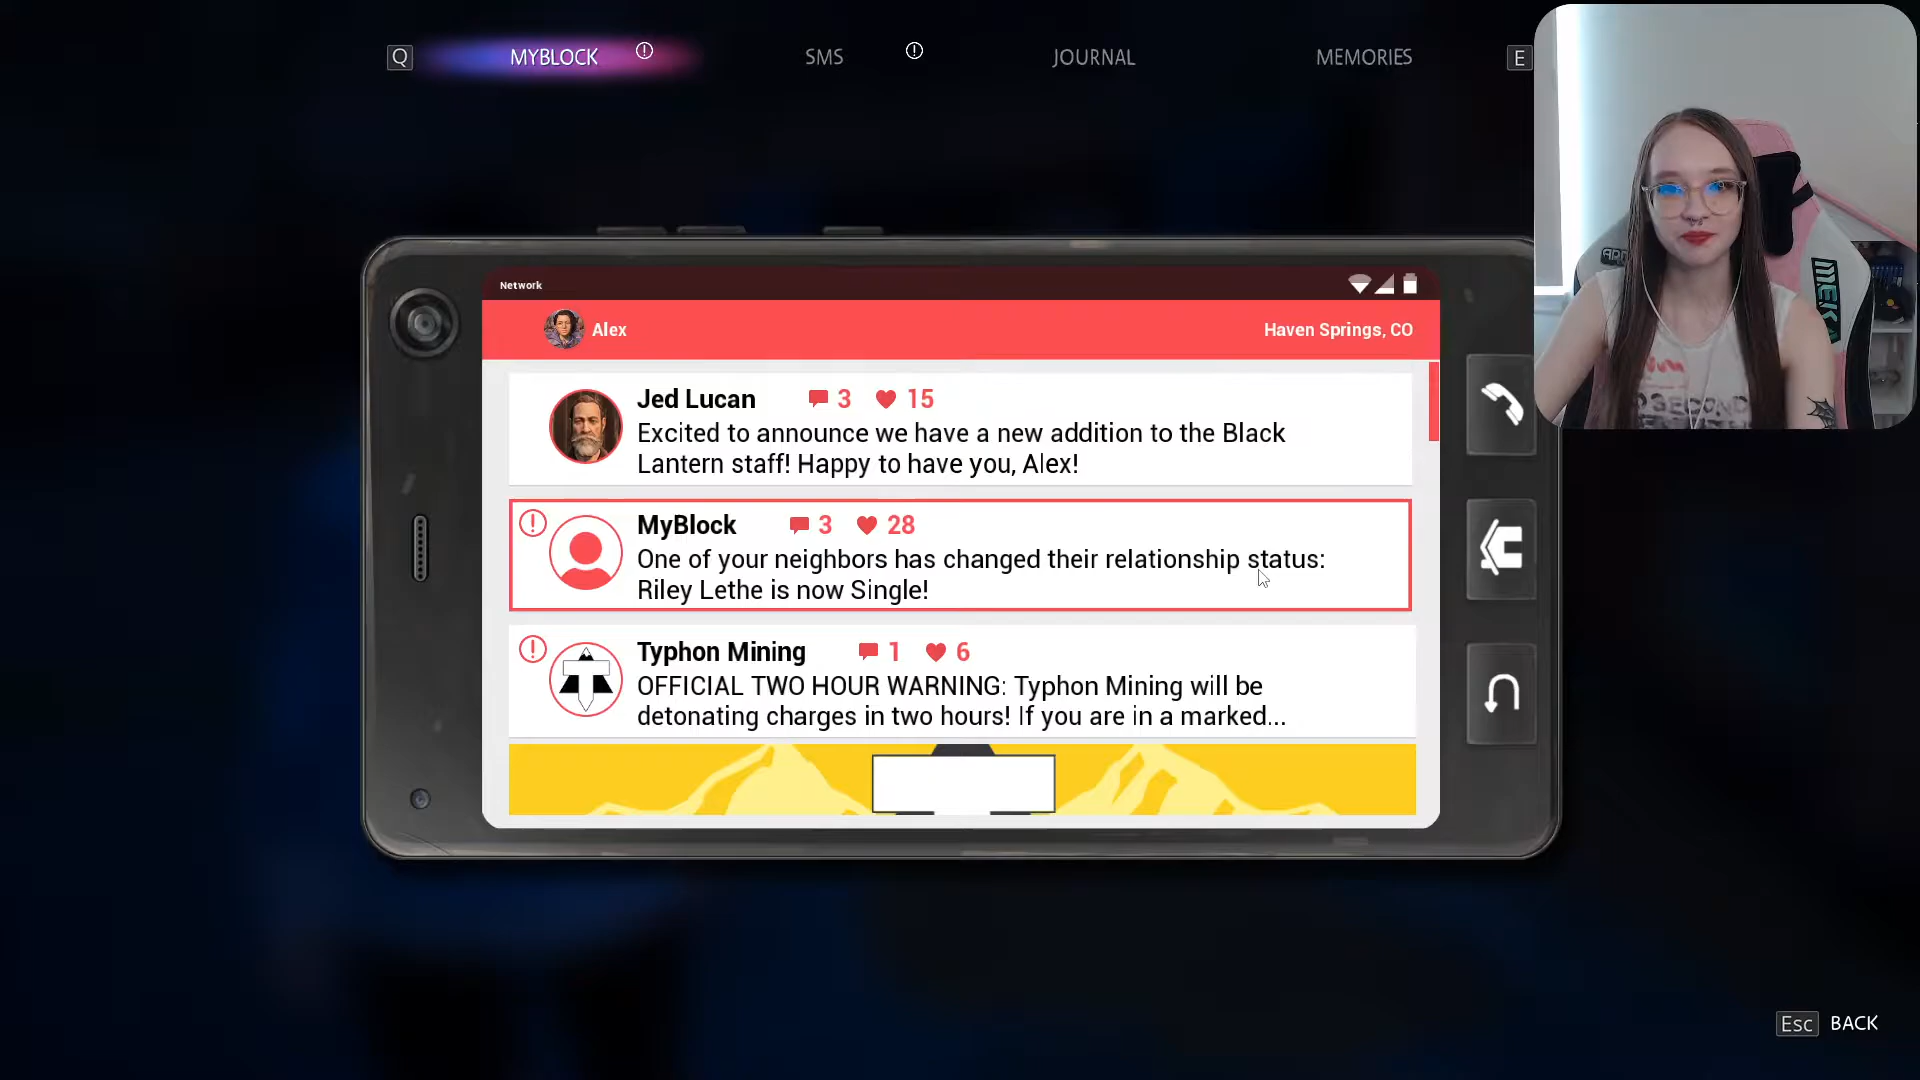 Q MYBLOCK SMS JOURNAL MEMORIES E
Network
Alex Haven Springs, CO
Jed Lucan 3 15
Excited to announce we have a new addition to the Black
Lantern staff! Happy to have you, Alex!
MyBlock 3 28
One of your neighbors has changed their relationship status:
Riley Lethe is now Single!
Typhon Mining 1 6
OFFICIAL TWO HOUR WARNING: Typhon Mining will be
detonating charges in two hours! If you are in a marked...
Esc BACK